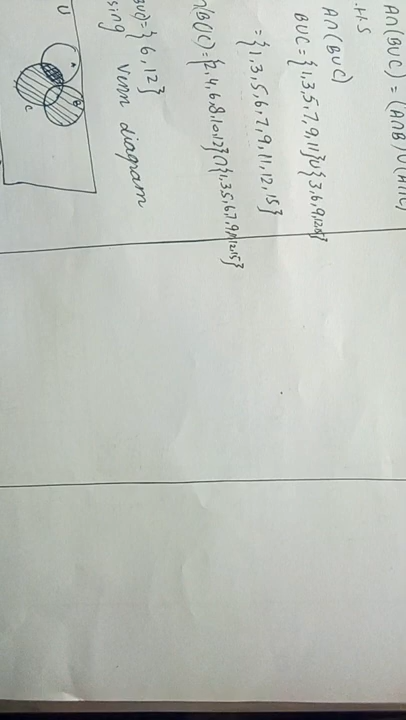 A∩(B∪C) = (A∩B)∪(A∩C)
.H.S
A∩(B∪C)
B∪C = {1,3,5,7,9,11}∪{3,6,9,12,15}
= {1,3,5,6,7,9,11,12,15}
∩(B∪C) = {2,4,6,8,10,12}∩{1,3,5,6,7,9,11,12,15}
B∪C) = {6,12}
sing Venn diagram
U
A
B
C